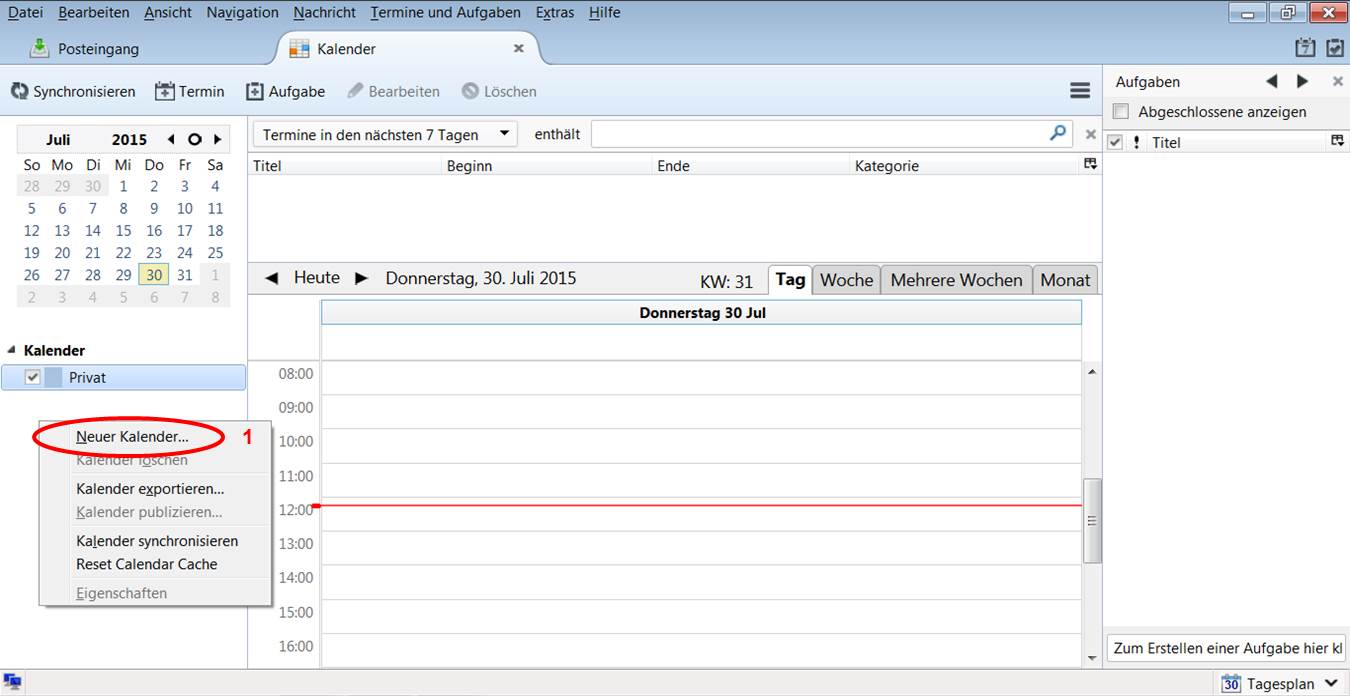 Datei Bearbeiten Ansicht Navigation Nachricht Termine und Aufgaben Extras Hilfe
Posteingang Kalender
7
Synchronisieren Termin Aufgabe Bearbeiten Löschen
Aufgaben
Abgeschlossene anzeigen
Titel
Juli 2015
So Mo Di Mi Do Fr Sa
28 29 30 1 2 3 4
5 6 7 8 9 10 11
12 13 14 15 16 17 18
19 20 21 22 23 24 25
26 27 28 29 30 31 1
2 3 4 5 6 7 8
Termine in den nächsten 7 Tagen enthält
Titel Beginn Ende Kategorie
Heute Donnerstag, 30. Juli 2015 KW: 31 Tag Woche Mehrere Wochen Monat
Donnerstag 30 Jul
Kalender
Privat
Neuer Kalender... 1
Kalender löschen
Kalender exportieren...
Kalender publizieren...
Kalender synchronisieren
Reset Calendar Cache
Eigenschaften
08:00
09:00
10:00
11:00
12:00
13:00
14:00
15:00
16:00
Zum Erstellen einer Aufgabe hier kl
30 Tagesplan